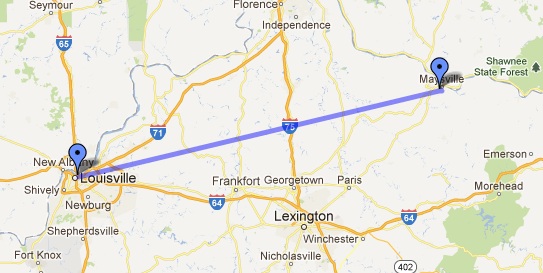 Seymour
Florence
Independence
65
Maysville
Shawnee
State Forest
71
75
New Albany
Louisville
Shively
Newburg
Shepherdsville
Fort Knox
Frankfort
Georgetown
Paris
Emerson
Morehead
64
Lexington
64
Winchester
Nicholasville
402